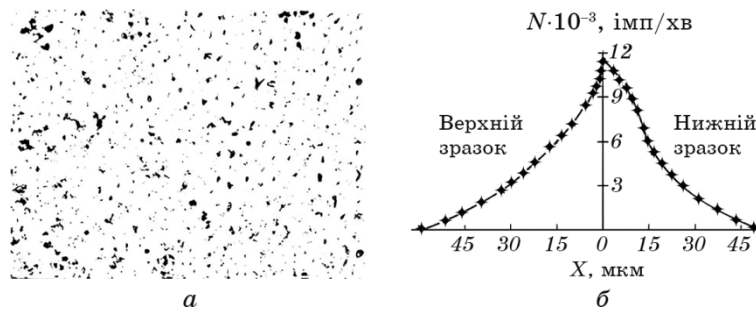 N·10⁻³, імп/хв
12
9
6
3
Верхній
зразок
Нижній
зразок
45 30 15 0 15 30 45
X, мкм
а
б